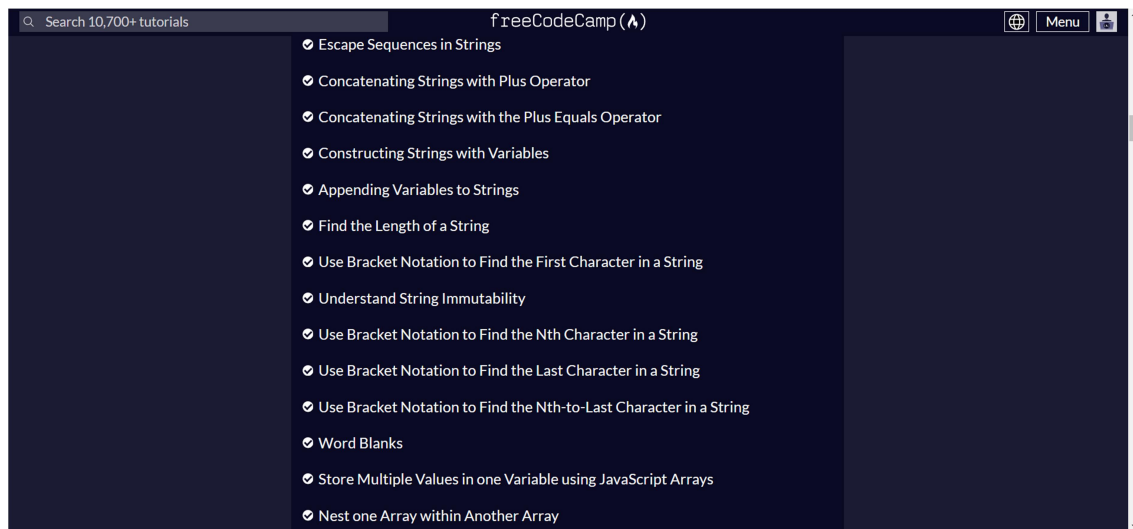 Search 10,700+ tutorials
freeCodeCamp(🔥)
Menu
Escape Sequences in Strings
Concatenating Strings with Plus Operator
Concatenating Strings with the Plus Equals Operator
Constructing Strings with Variables
Appending Variables to Strings
Find the Length of a String
Use Bracket Notation to Find the First Character in a String
Understand String Immutability
Use Bracket Notation to Find the Nth Character in a String
Use Bracket Notation to Find the Last Character in a String
Use Bracket Notation to Find the Nth-to-Last Character in a String
Word Blanks
Store Multiple Values in one Variable using JavaScript Arrays
Nest one Array within Another Array